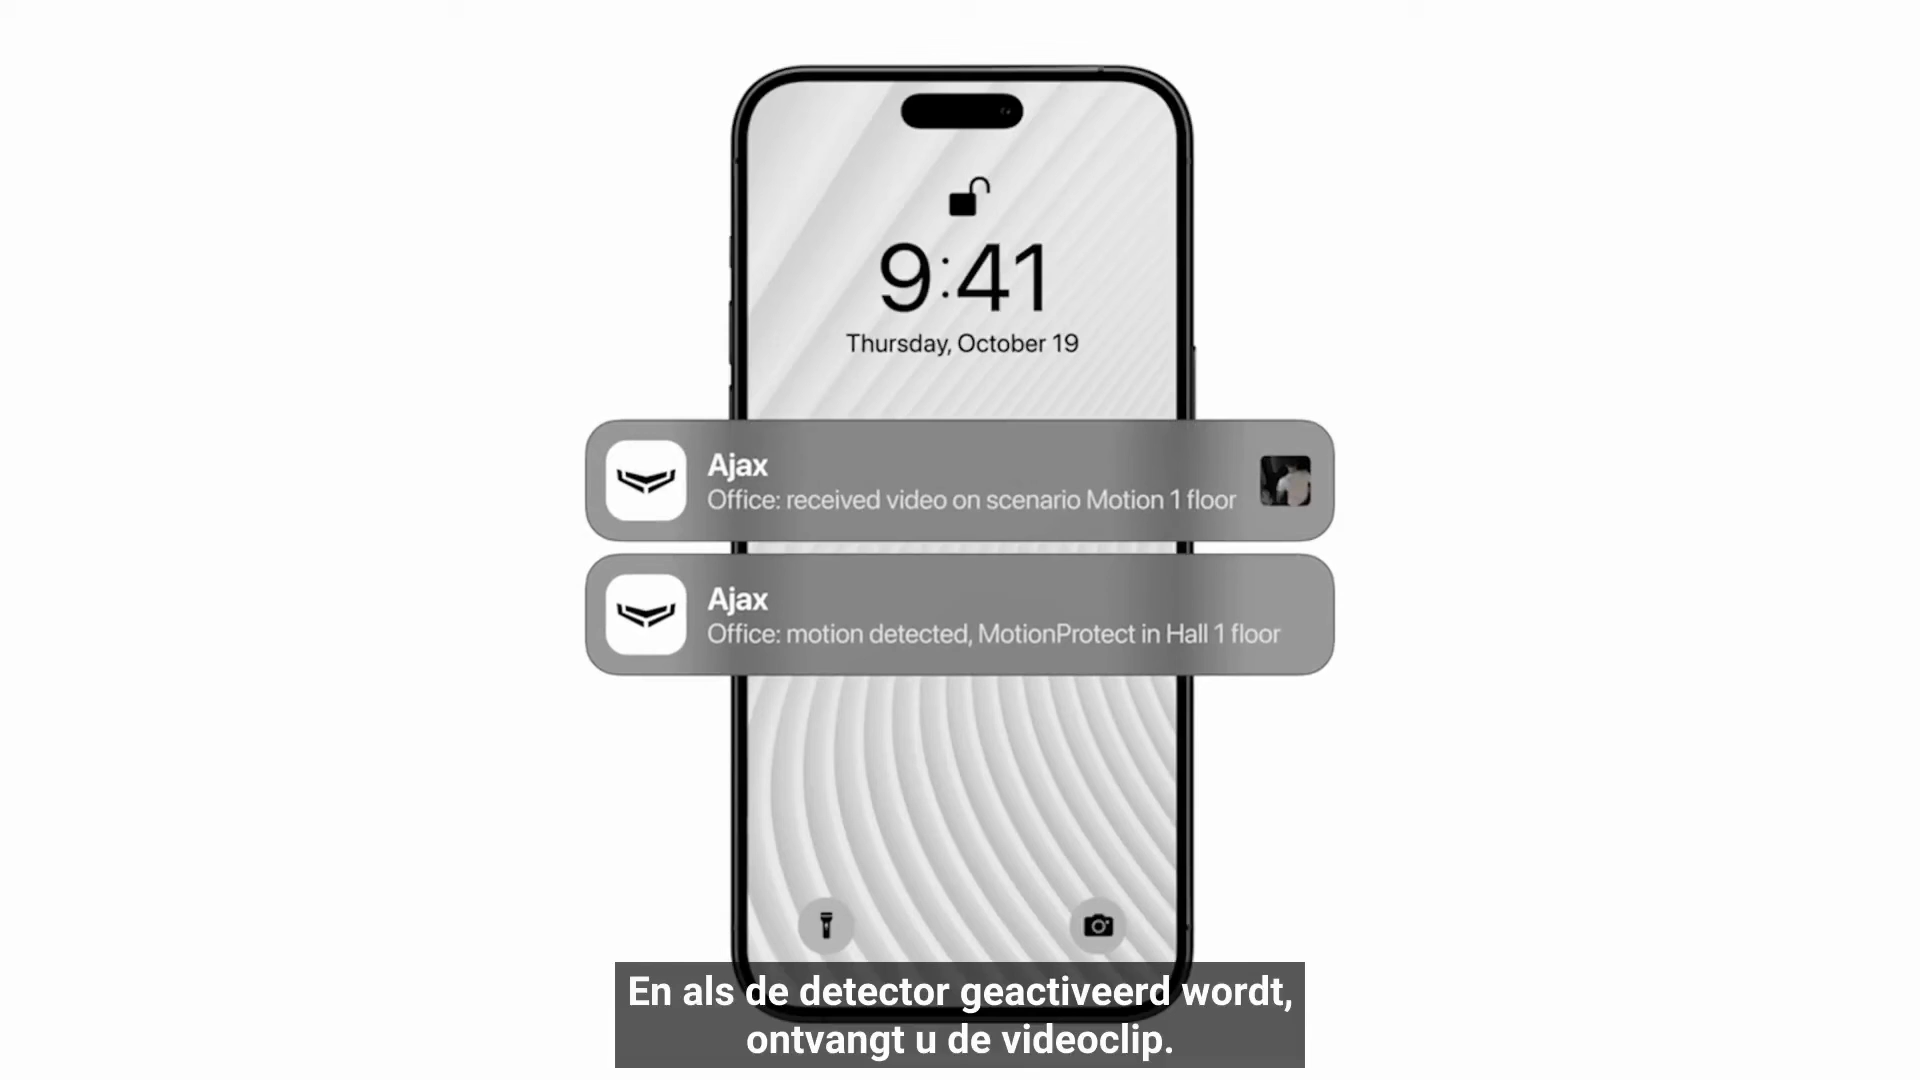 9:41
Thursday, October 19
Ajax
Office: received video on scenario Motion 1 floor
Ajax
Office: motion detected, MotionProtect in Hall 1 floor
En als de detector geactiveerd wordt,
ontvangt u de videoclip.